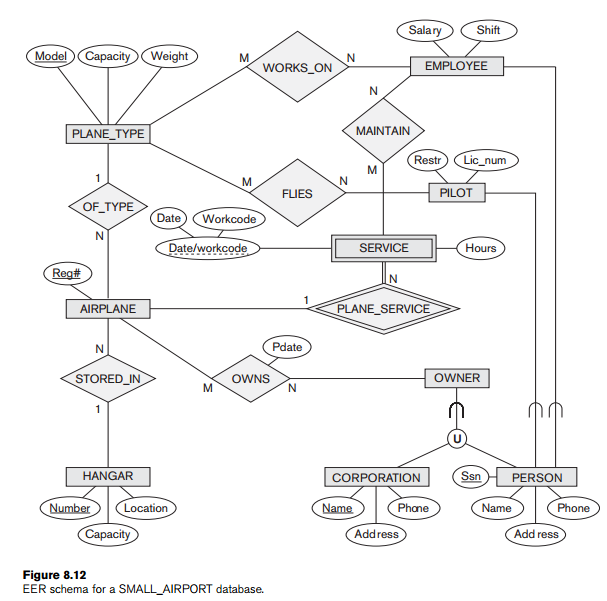 Salary Shift
Model Capacity Weight
M N
WORKS_ON
EMPLOYEE
N
PLANE_TYPE
MAINTAIN
Restr Lic_num
M
1
M N
FLIES
PILOT
OF_TYPE
Date Workcode
N
Date/workcode
SERVICE
Hours
Reg#
N
AIRPLANE
1
PLANE_SERVICE
N
Pdate
STORED_IN
OWNS
OWNER
M N
1
U
HANGAR
CORPORATION
Ssn
PERSON
Number Location
Name Phone
Name Phone
Capacity
Address
Address
Figure 8.12
EER schema for a SMALL_AIRPORT database.